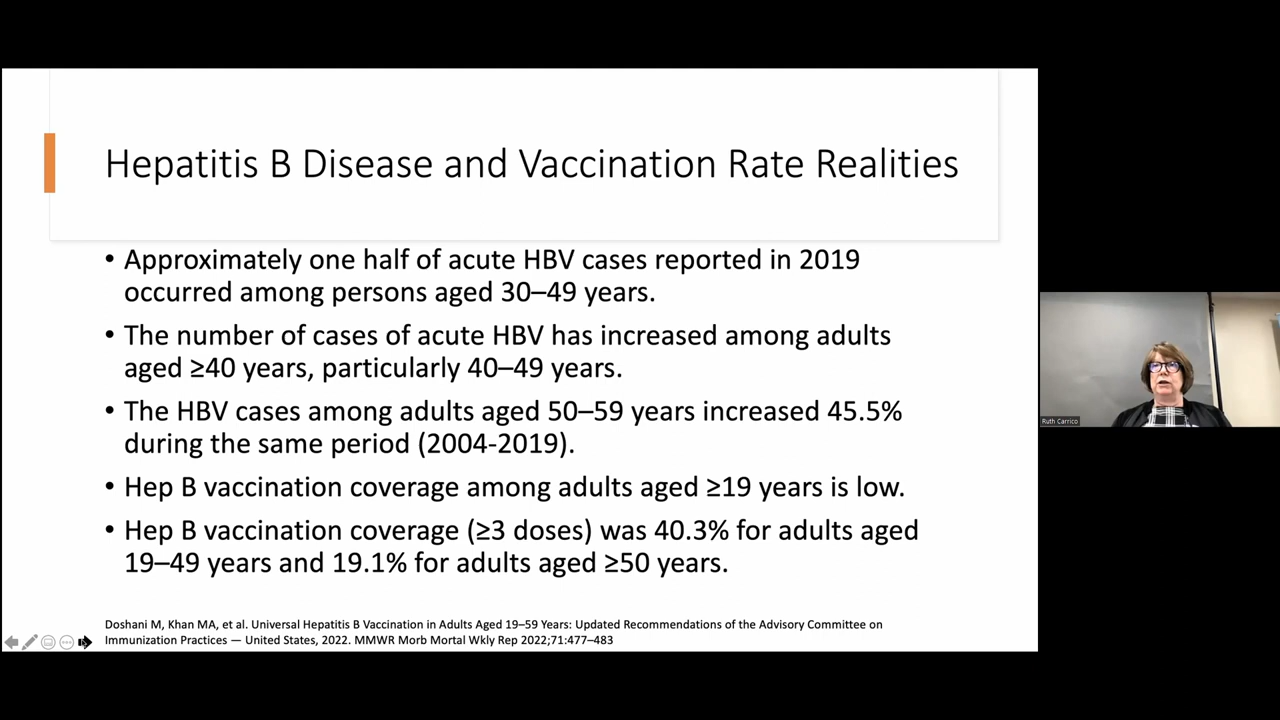 Hepatitis B Disease and Vaccination Rate Realities
• Approximately one half of acute HBV cases reported in 2019
occurred among persons aged 30–49 years.
• The number of cases of acute HBV has increased among adults
aged ≥40 years, particularly 40–49 years.
• The HBV cases among adults aged 50–59 years increased 45.5%
during the same period (2004-2019).
• Hep B vaccination coverage among adults aged ≥19 years is low.
• Hep B vaccination coverage (≥3 doses) was 40.3% for adults aged
19–49 years and 19.1% for adults aged ≥50 years.
Doshani M, Khan MA, et al. Universal Hepatitis B Vaccination in Adults Aged 19–59 Years: Updated Recommendations of the Advisory Committee on
Immunization Practices — United States, 2022. MMWR Morb Mortal Wkly Rep 2022;71:477–483
Ruth Carrico